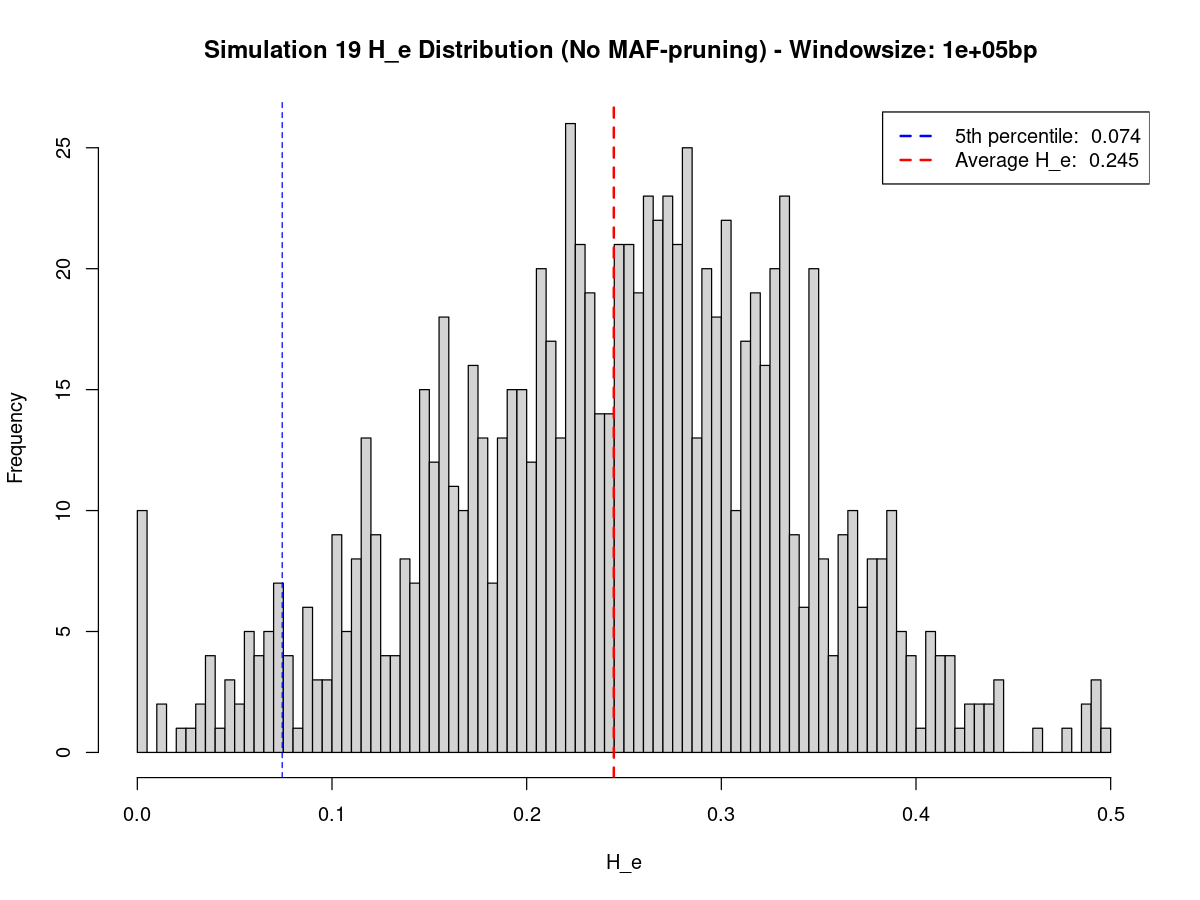 Simulation 19 H_e Distribution (No MAF-pruning) - Windowsize: 1e+05bp
5th percentile: 0.074
Average H_e: 0.245
Frequency
25
20
15
10
5
0
0.0 0.1 0.2 0.3 0.4 0.5
H_e